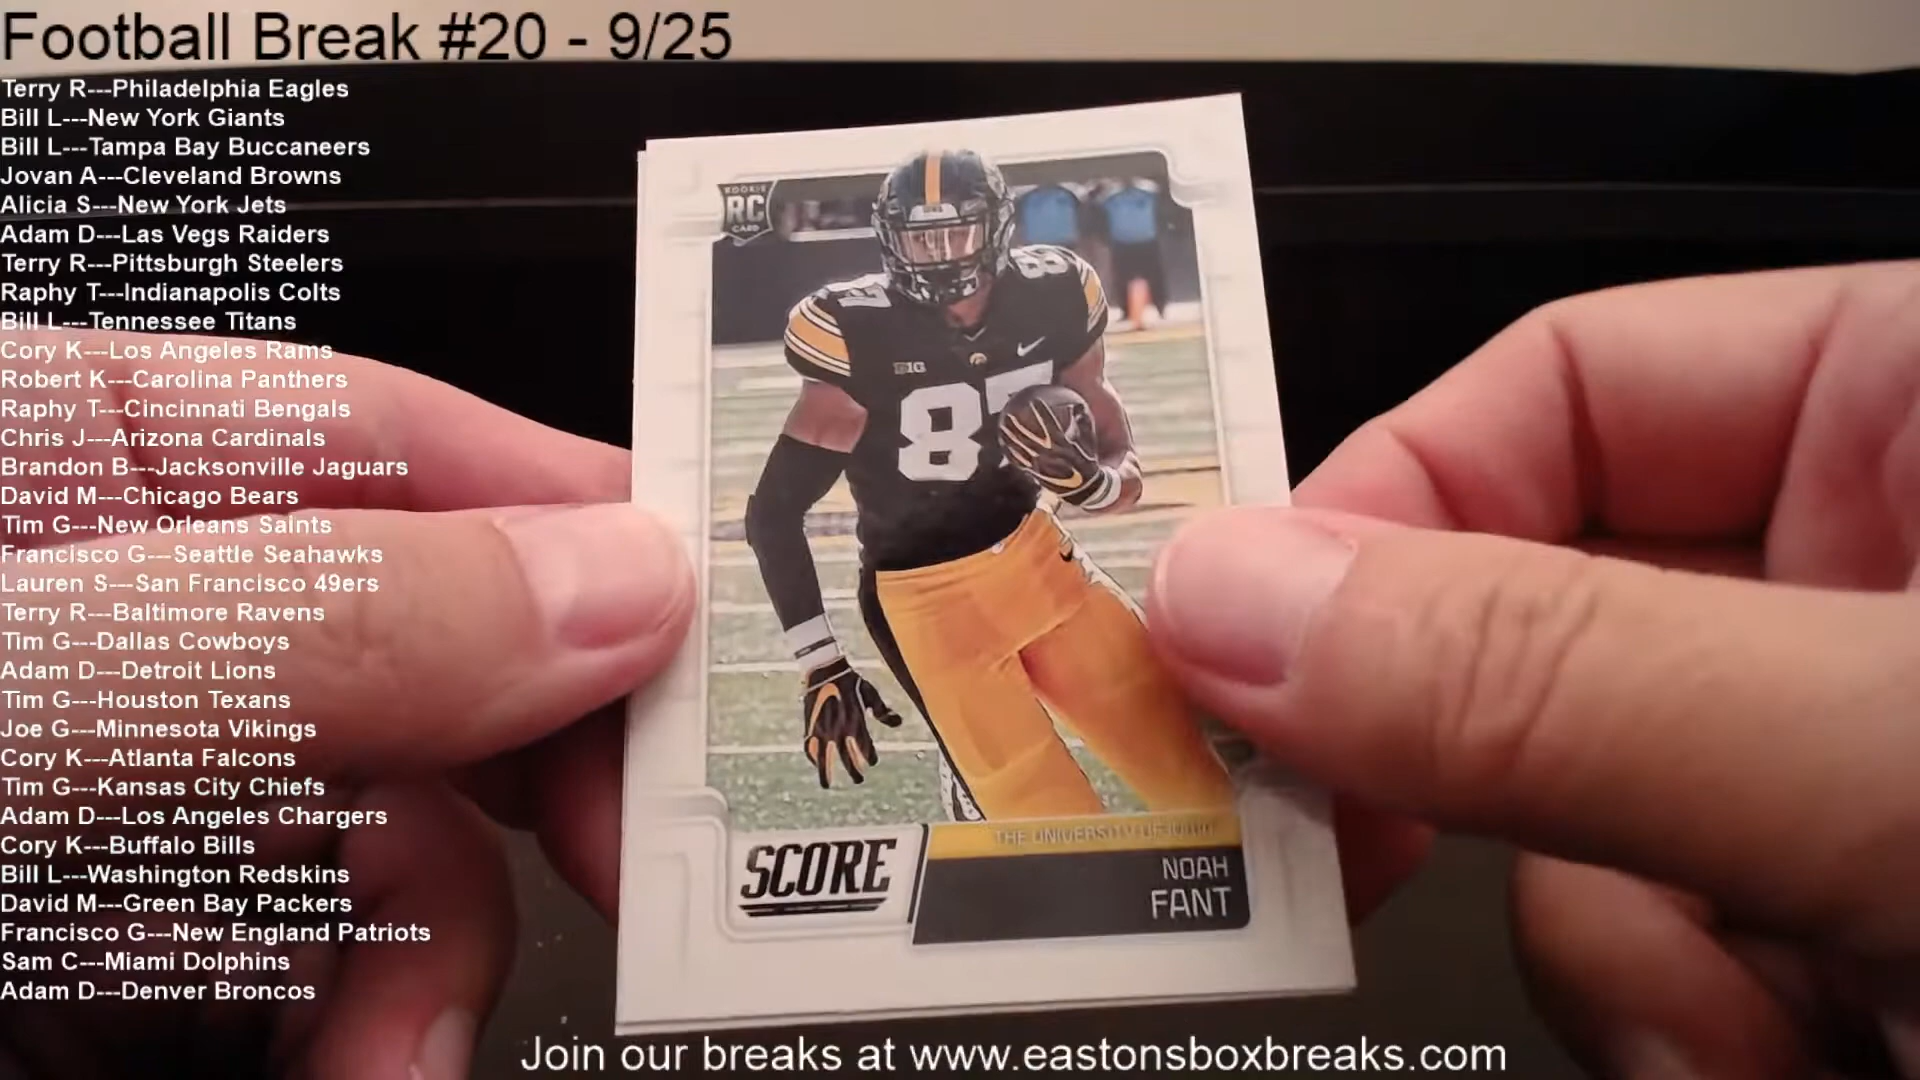 Football Break #20 - 9/25
Terry R---Philadelphia Eagles
Bill L---New York Giants
Bill L---Tampa Bay Buccaneers
Jovan A---Cleveland Browns
Alicia S---New York Jets
Adam D---Las Vegs Raiders
Terry R---Pittsburgh Steelers
Raphy T---Indianapolis Colts
Bill L---Tennessee Titans
Cory K---Los Angeles Rams
Robert K---Carolina Panthers
Raphy T---Cincinnati Bengals
Chris J---Arizona Cardinals
Brandon B---Jacksonville Jaguars
David M---Chicago Bears
Tim G---New Orleans Saints
Francisco G---Seattle Seahawks
Lauren S---San Francisco 49ers
Terry R---Baltimore Ravens
Tim G---Dallas Cowboys
Adam D---Detroit Lions
Tim G---Houston Texans
Joe G---Minnesota Vikings
Cory K---Atlanta Falcons
Tim G---Kansas City Chiefs
Adam D---Los Angeles Chargers
Cory K---Buffalo Bills
Bill L---Washington Redskins
David M---Green Bay Packers
Francisco G---New England Patriots
Sam C---Miami Dolphins
Adam D---Denver Broncos
ROOKIE
RC
CARD
87
87
B1G
87
THE UNIVERSITY OF IOWA
SCORE
NOAH
FANT
Join our breaks at www.eastonsboxbreaks.com